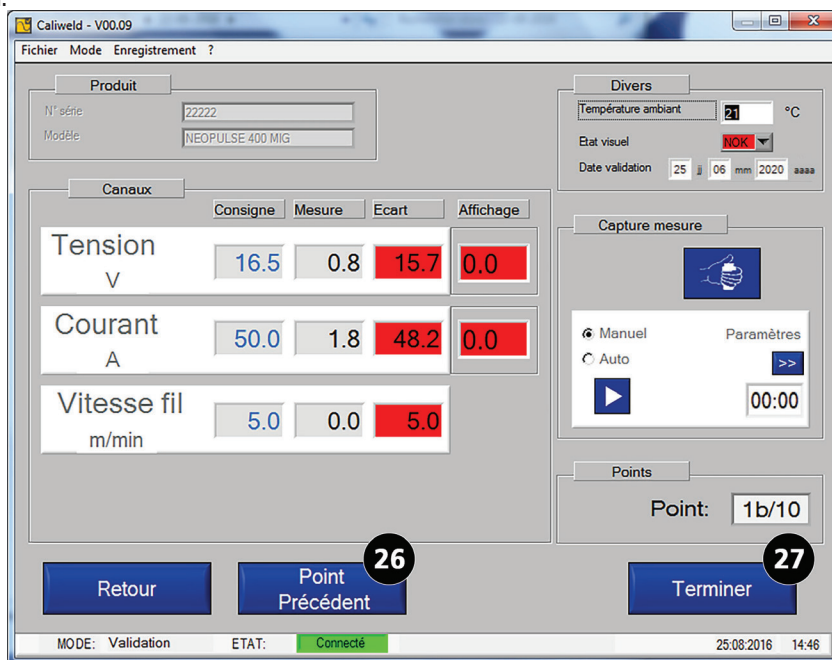 .
Caliweld - V00.09
Fichier Mode Enregistrement ?
Produit
N° série 22222
Modèle NEOPULSE 400 MIG
Divers
Température ambiant 21 °C
Etat visuel NOK
Date validation 25 jj 06 mm 2020 aaaa
Canaux
Consigne Mesure Ecart Affichage
Tension
V
16.5 0.8 15.7 0.0
Courant
A
50.0 1.8 48.2 0.0
Vitesse fil
m/min
5.0 0.0 5.0
Capture mesure
Manuel Paramètres
Auto >>
00:00
Points
Point: 1b/10
26
27
Retour
Point
Précédent
Terminer
MODE: Validation ETAT: Connecté 25:08:2016 14:46